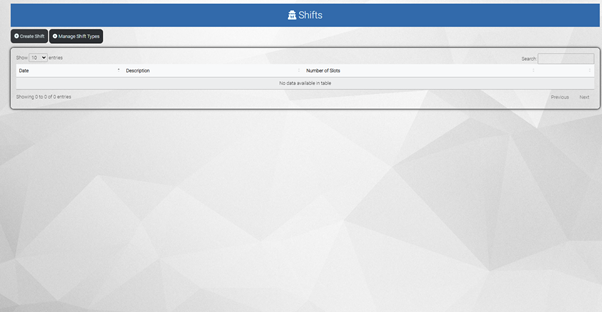 Shifts
Create Shift Manage Shift Types
Show 10 entries Search:
Date Description Number of Slots
No data available in table
Showing 0 to 0 of 0 entries Previous Next